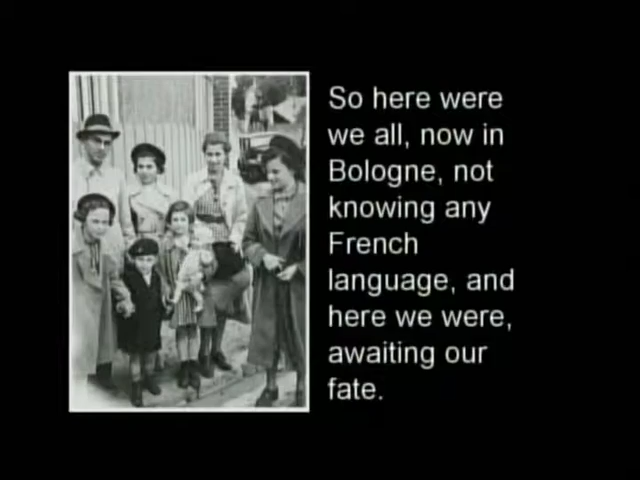 So here were
we all, now in
Bologne, not
knowing any
French
language, and
here we were,
awaiting our
fate.